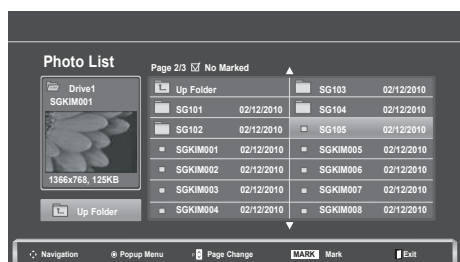 Photo List
Page 2/3 ☑ No Marked
Drive1
SGKIM001
1366x768, 125KB
Up Folder
Up Folder
SG101 02/12/2010
SG102 02/12/2010
SGKIM001 02/12/2010
SGKIM002 02/12/2010
SGKIM003 02/12/2010
SGKIM004 02/12/2010
SG103 02/12/2010
SG104 02/12/2010
SG105 02/12/2010
SGKIM005 02/12/2010
SGKIM006 02/12/2010
SGKIM007 02/12/2010
SGKIM008 02/12/2010
Navigation Popup Menu P Page Change MARK Mark Exit